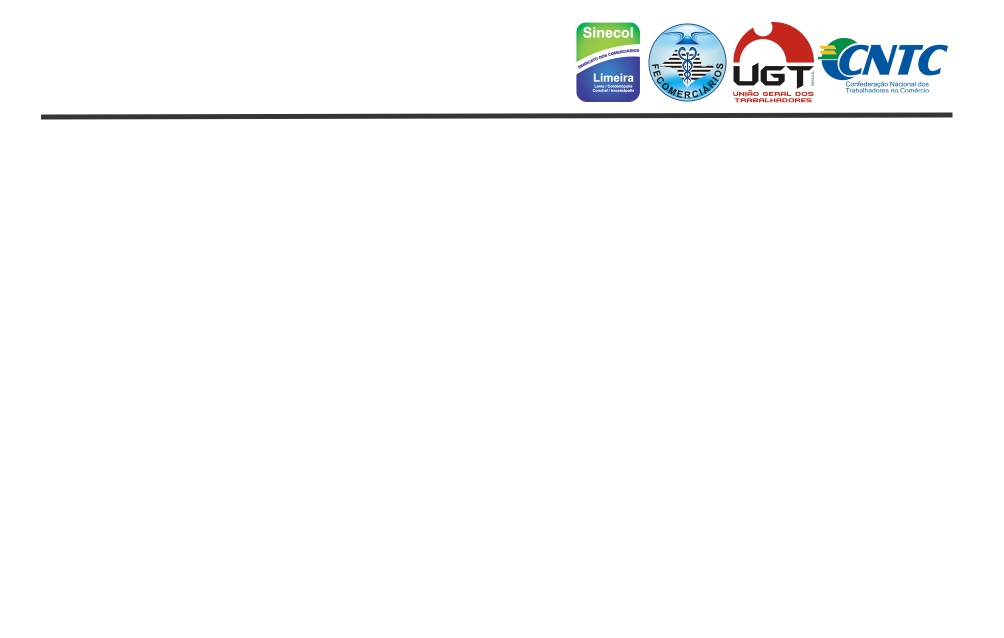 Sinecol
SINDICATO DOS COMERCIÁRIOS
Limeira
Leme / Cordeirópolis
Conchal / Iracemápolis
FECOMERCIÁRIOS
UGT
UNIÃO GERAL DOS
TRABALHADORES
CNTC
Confederação Nacional dos
Trabalhadores no Comércio